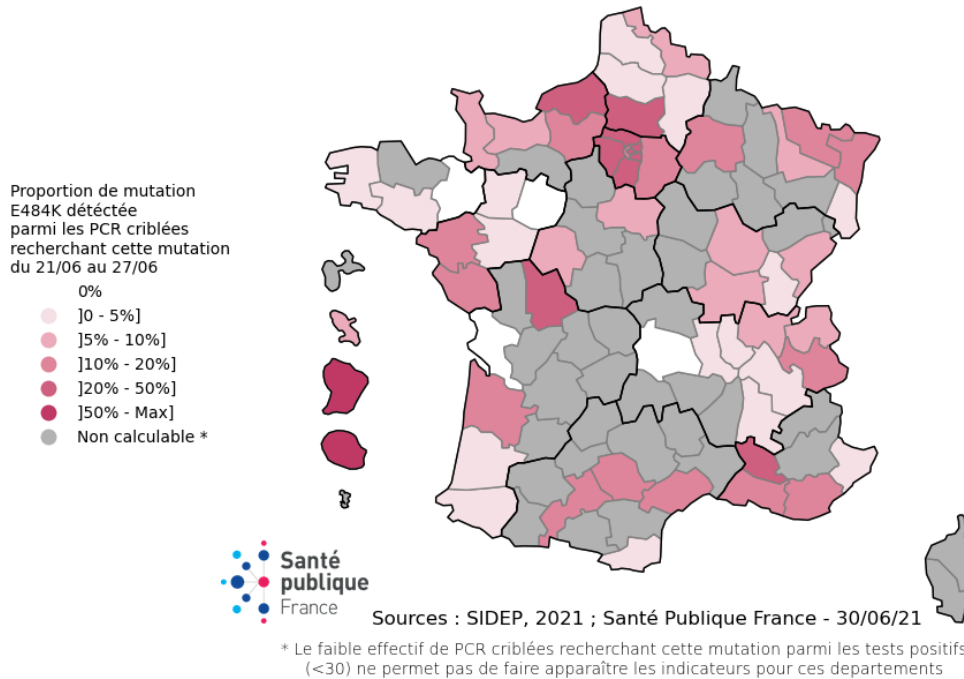 Proportion de mutation
E484K détéctée
parmi les PCR criblées
recherchant cette mutation
du 21/06 au 27/06
0%
]0 - 5%]
]5% - 10%]
]10% - 20%]
]20% - 50%]
]50% - Max]
Non calculable *
Santé
publique
France
Sources : SIDEP, 2021 ; Santé Publique France - 30/06/21
* Le faible effectif de PCR criblées recherchant cette mutation parmi les tests positifs
(<30) ne permet pas de faire apparaître les indicateurs pour ces departements